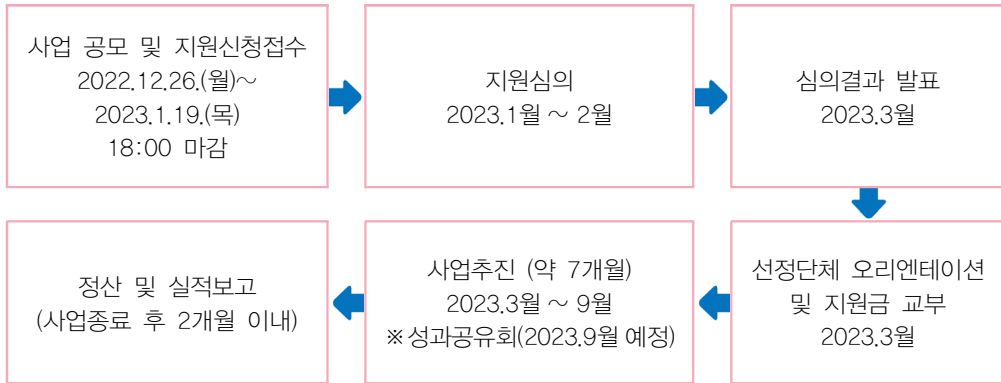 사업 공모 및 지원신청접수
2022.12.26.(월)~
2023.1.19.(목)
18:00 마감
지원심의
2023.1월 ~ 2월
심의결과 발표
2023.3월
선정단체 오리엔테이션
및 지원금 교부
2023.3월
사업추진 (약 7개월)
2023.3월 ~ 9월
※성과공유회(2023.9월 예정)
정산 및 실적보고
(사업종료 후 2개월 이내)